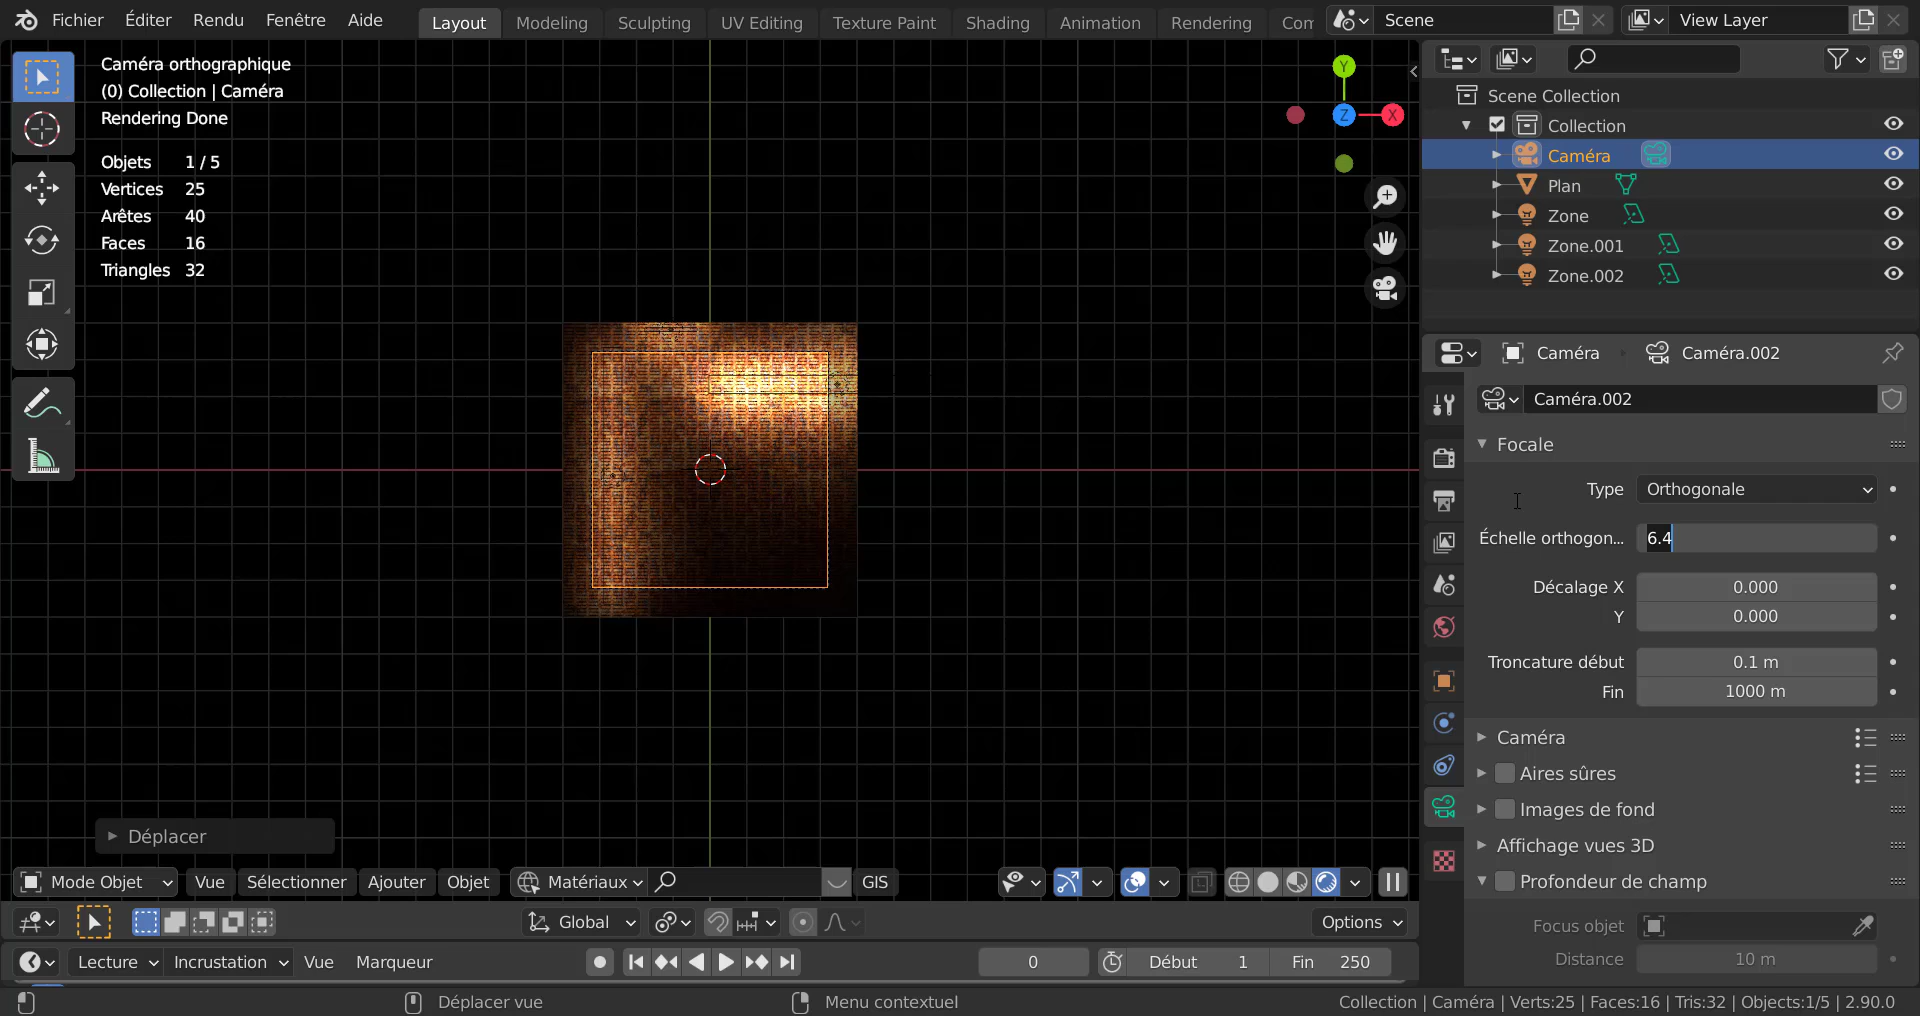 Fichier Éditer Rendu Fenêtre Aide Layout Modeling Sculpting UV Editing Texture Paint Shading Animation Rendering Com Scene View Layer
Caméra orthographique
(0) Collection | Caméra
Rendering Done
Objets 1 / 5
Vertices 25
Arêtes 40
Faces 16
Triangles 32
Y
Z
X
Déplacer
Mode Objet Vue Sélectionner Ajouter Objet Matériaux GIS
Global Options
Lecture Incrustation Vue Marqueur 0 Début 1 Fin 250
Scene Collection
Collection
Caméra
Plan
Zone
Zone.001
Zone.002
Caméra Caméra.002
Caméra.002
Focale
Type Orthogonale
Échelle orthogon... 6.4
Décalage X 0.000
Y 0.000
Troncature début 0.1 m
Fin 1000 m
Caméra
Aires sûres
Images de fond
Affichage vues 3D
Profondeur de champ
Focus objet
Distance 10 m
Déplacer vue Menu contextuel Collection | Caméra | Verts:25 | Faces:16 | Tris:32 | Objects:1/5 | 2.90.0